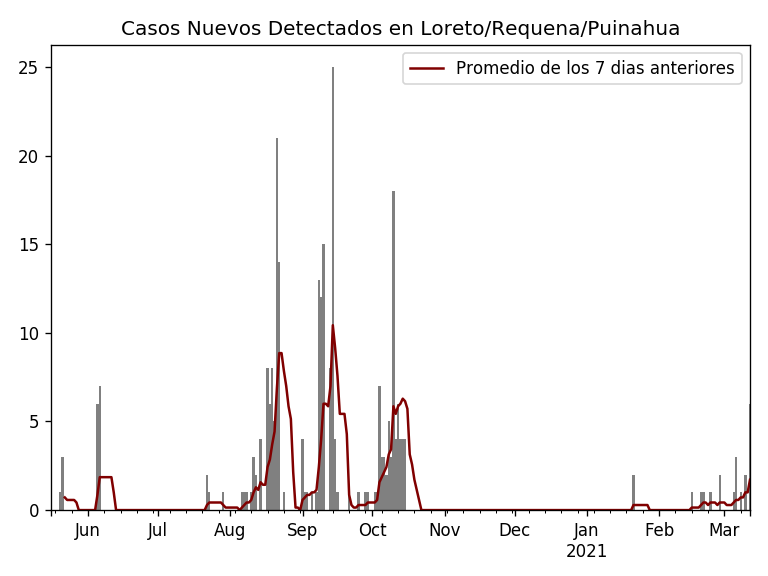 Casos Nuevos Detectados en Loreto/Requena/Puinahua
Promedio de los 7 dias anteriores
25
20
15
10
5
0
Jun Jul Aug Sep Oct Nov Dec Jan Feb Mar
2021